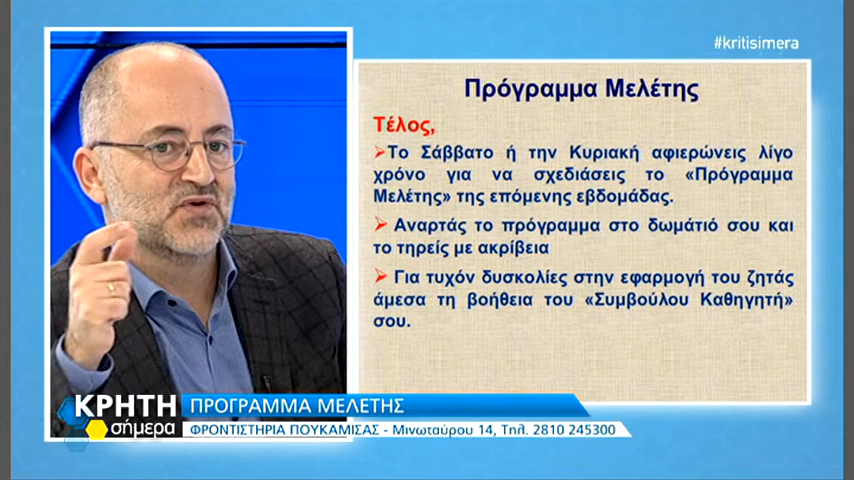 #kritisimera
Πρόγραμμα Μελέτης
Τέλος,
➢Το Σάββατο ή την Κυριακή αφιερώνεις λίγο
χρόνο για να σχεδιάσεις το «Πρόγραμμα
Μελέτης» της επόμενης εβδομάδας.
➢ Αναρτάς το πρόγραμμα στο δωμάτιό σου και
το τηρείς με ακρίβεια
➢ Για τυχόν δυσκολίες στην εφαρμογή του ζητάς
άμεσα τη βοήθεια του «Συμβούλου Καθηγητή»
σου.
ΚΡΗΤΗ
σήμερα
ΠΡΟΓΡΑΜΜΑ ΜΕΛΕΤΗΣ
ΦΡΟΝΤΙΣΤΗΡΙΑ ΠΟΥΚΑΜΙΣΑΣ - Μινωταύρου 14, Τηλ. 2810 245300